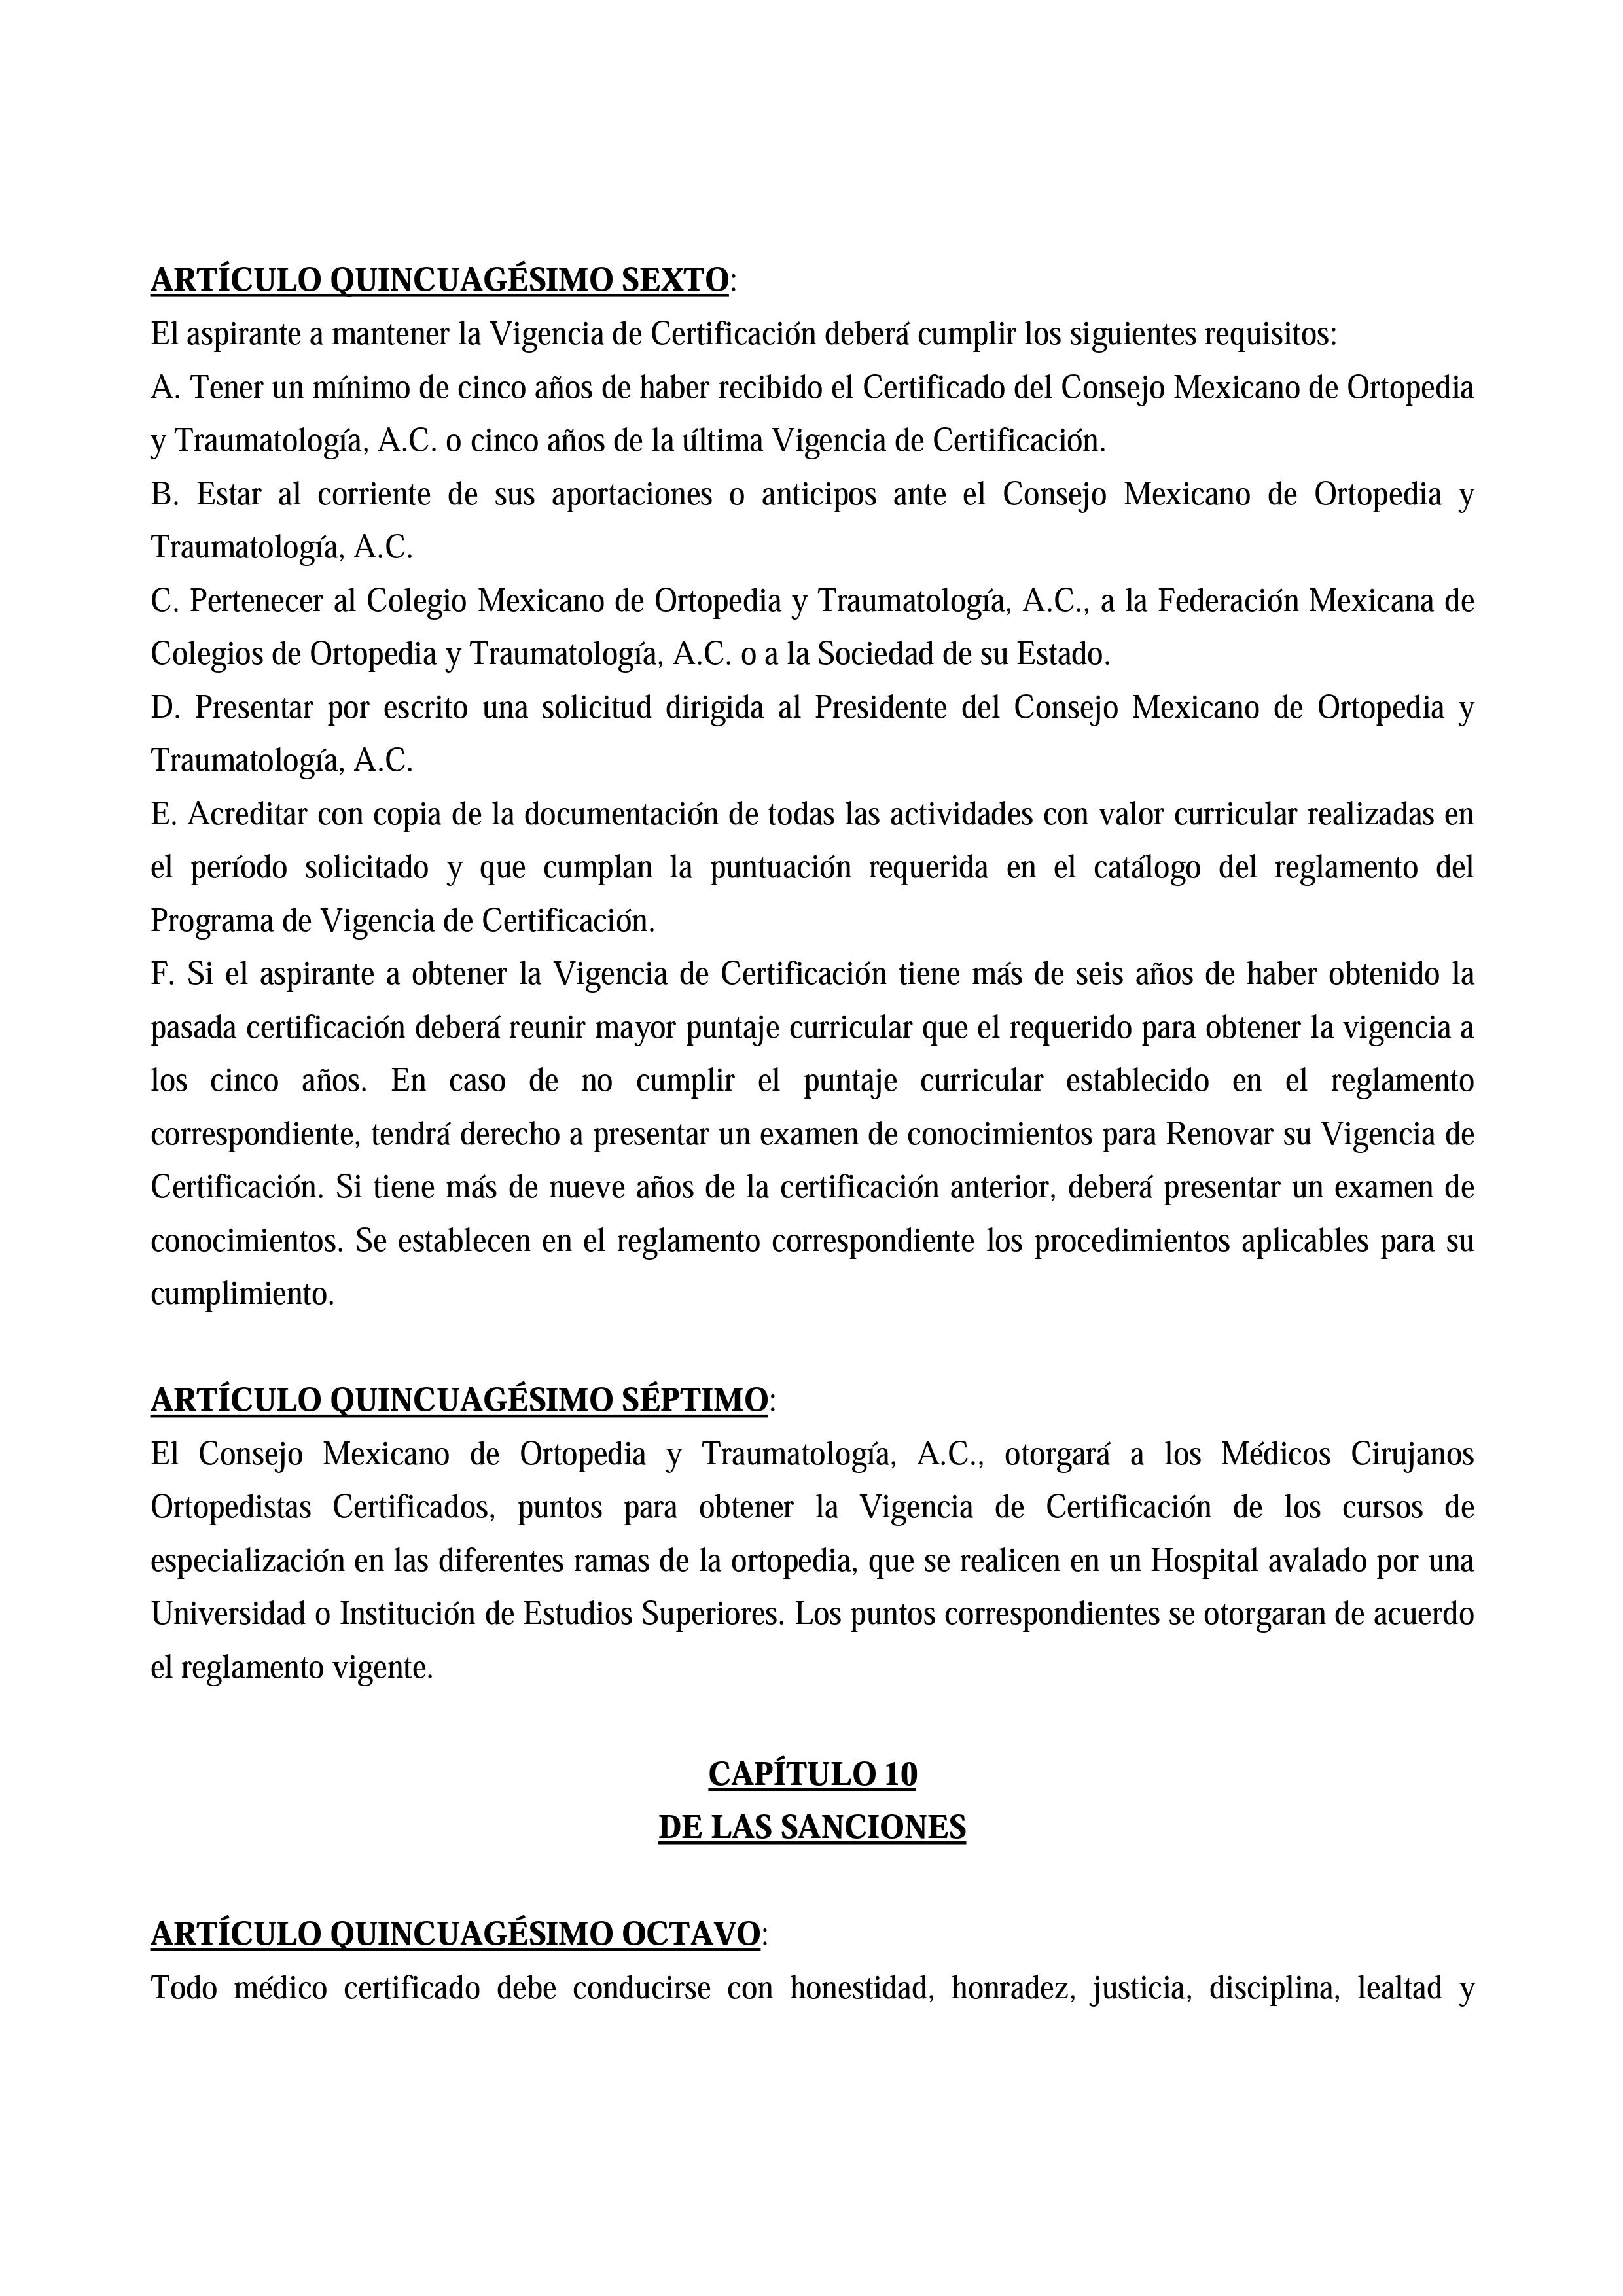 ARTÍCULO QUINCUAGÉSIMO SEXTO:
El aspirante a mantener la Vigencia de Certificación deberá cumplir los siguientes requisitos:
A. Tener un mínimo de cinco años de haber recibido el Certificado del Consejo Mexicano de Ortopedia
y Traumatología, A.C. o cinco años de la última Vigencia de Certificación.
B. Estar al corriente de sus aportaciones o anticipos ante el Consejo Mexicano de Ortopedia y
Traumatología, A.C.
C. Pertenecer al Colegio Mexicano de Ortopedia y Traumatología, A.C., a la Federación Mexicana de
Colegios de Ortopedia y Traumatología, A.C. o a la Sociedad de su Estado.
D. Presentar por escrito una solicitud dirigida al Presidente del Consejo Mexicano de Ortopedia y
Traumatología, A.C.
E. Acreditar con copia de la documentación de todas las actividades con valor curricular realizadas en
el período solicitado y que cumplan la puntuación requerida en el catálogo del reglamento del
Programa de Vigencia de Certificación.
F. Si el aspirante a obtener la Vigencia de Certificación tiene más de seis años de haber obtenido la
pasada certificación deberá reunir mayor puntaje curricular que el requerido para obtener la vigencia a
los cinco años. En caso de no cumplir el puntaje curricular establecido en el reglamento
correspondiente, tendrá derecho a presentar un examen de conocimientos para Renovar su Vigencia de
Certificación. Si tiene más de nueve años de la certificación anterior, deberá presentar un examen de
conocimientos. Se establecen en el reglamento correspondiente los procedimientos aplicables para su
cumplimiento.
ARTÍCULO QUINCUAGÉSIMO SÉPTIMO:
El Consejo Mexicano de Ortopedia y Traumatología, A.C., otorgará a los Médicos Cirujanos
Ortopedistas Certificados, puntos para obtener la Vigencia de Certificación de los cursos de
especialización en las diferentes ramas de la ortopedia, que se realicen en un Hospital avalado por una
Universidad o Institución de Estudios Superiores. Los puntos correspondientes se otorgaran de acuerdo
el reglamento vigente.
CAPÍTULO 10
DE LAS SANCIONES
ARTÍCULO QUINCUAGÉSIMO OCTAVO:
Todo médico certificado debe conducirse con honestidad, honradez, justicia, disciplina, lealtad y